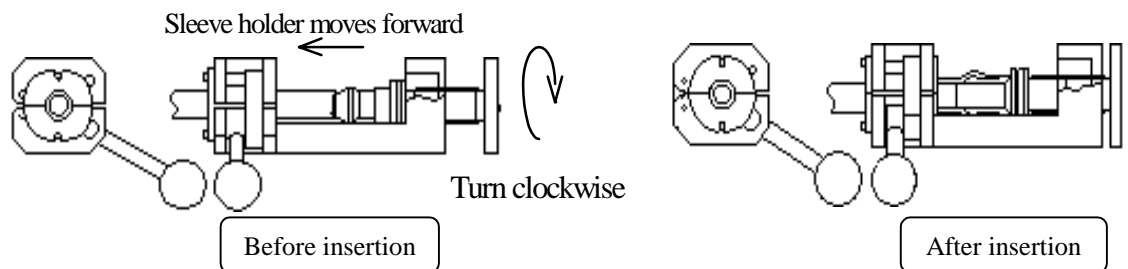 Sleeve holder moves forward
Turn clockwise
Before insertion
After insertion